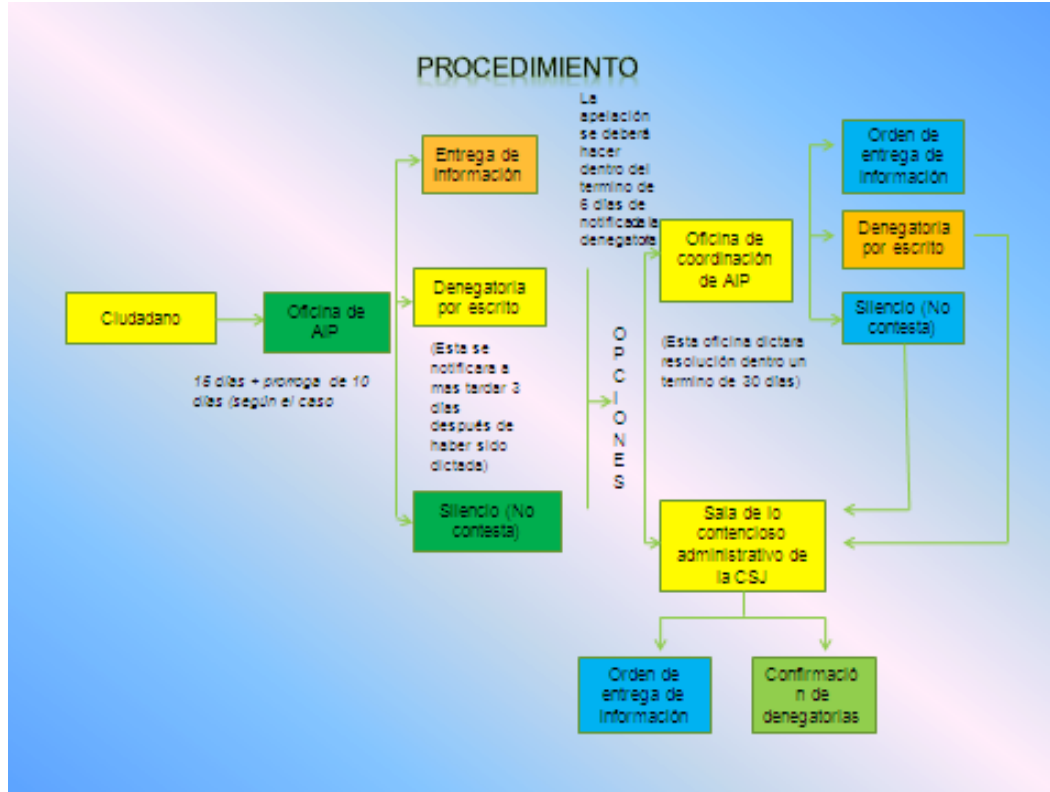 PROCEDIMIENTO
Ciudadano
Oficina de
AIP
15 días + prorroga de 10
días (según el caso
Entrega de
información
Denegatoria
por escrito
(Esta se
notificara a
mas tardar 3
días
después de
haber sido
dictada)
Silencio (No
contesta)
La
apelación
se deberá
hacer
dentro del
termino de
6 días de
notificada la
denegatota
O
P
C
I
O
N
E
S
Oficina de
coordinación
de AIP
(Esta oficina dictara
resolución dentro un
termino de 30 días)
Orden de
entrega de
información
Denegatoria
por escrito
Silencio (No
contesta)
Sala de lo
contencioso
administrativo de
la CSJ
Orden de
entrega de
información
Confirmació
n de
denegatorias